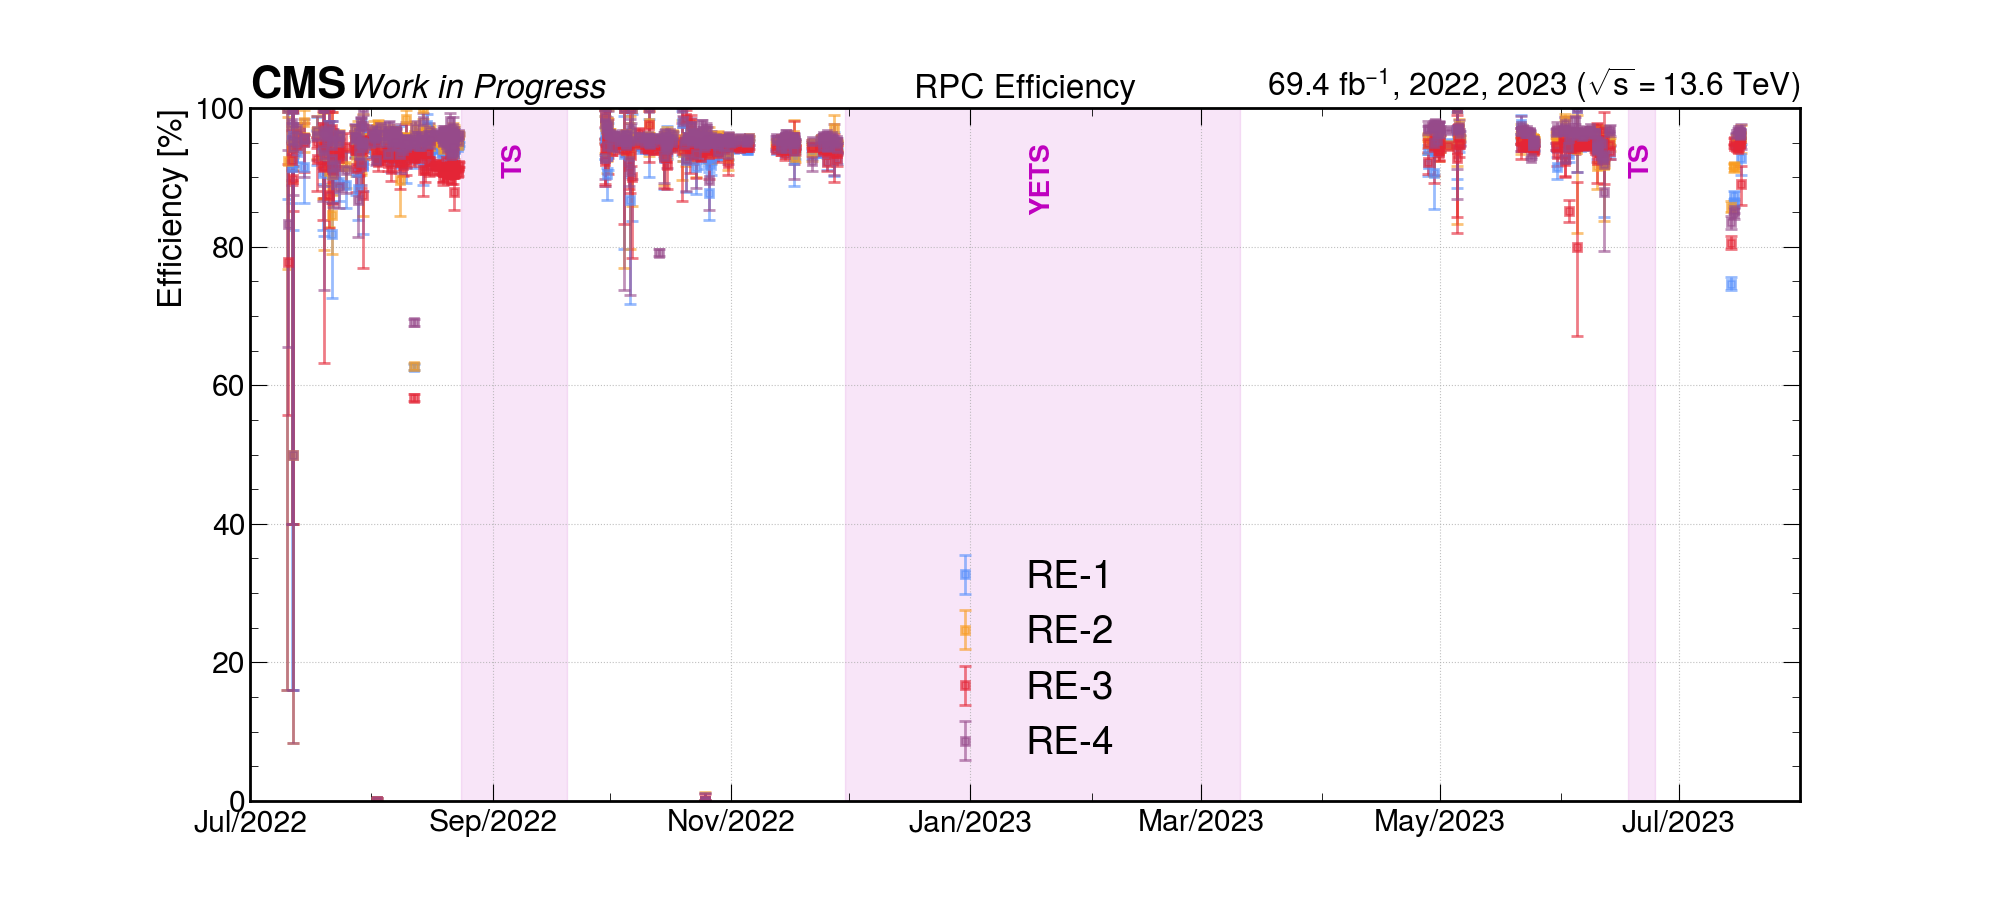 CMS Work in Progress RPC Efficiency 69.4 fb⁻¹, 2022, 2023 (√s = 13.6 TeV)
Efficiency [%]
100
80
60
40
20
0
TS
YETS
TS
RE-1
RE-2
RE-3
RE-4
Jul/2022 Sep/2022 Nov/2022 Jan/2023 Mar/2023 May/2023 Jul/2023